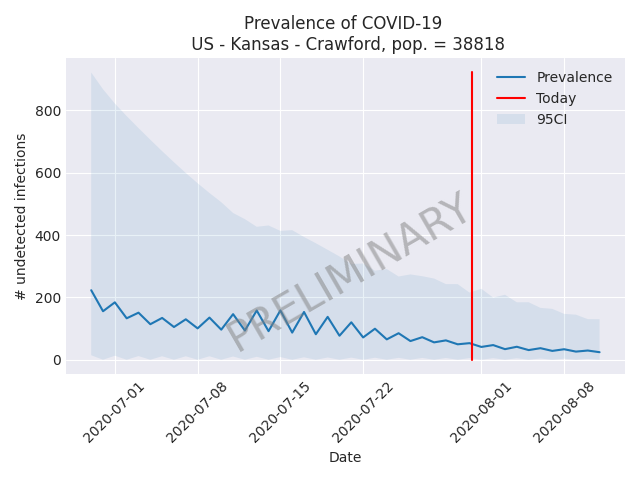 Prevalence of COVID-19
US - Kansas - Crawford, pop. = 38818
Prevalence
Today
95CI
PRELIMINARY
# undetected infections
800
600
400
200
0
2020-07-01
2020-07-08
2020-07-15
2020-07-22
2020-08-01
2020-08-08
Date